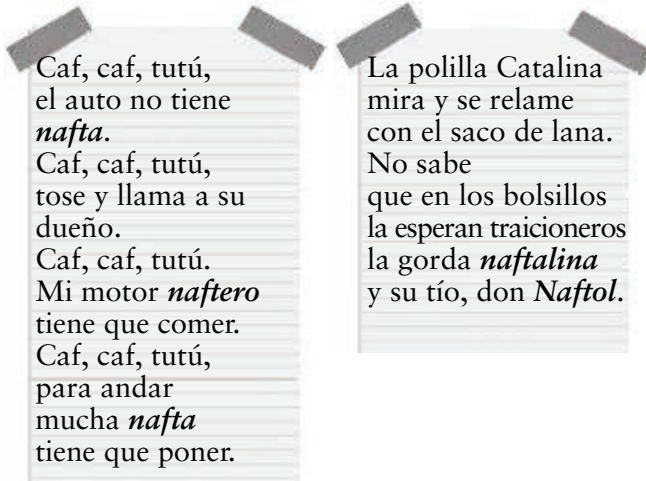 Caf, caf, tutú,
el auto no tiene
nafta.
Caf, caf, tutú,
tose y llama a su
dueño.
Caf, caf, tutú.
Mi motor naftero
tiene que comer.
Caf, caf, tutú,
para andar
mucha nafta
tiene que poner.
La polilla Catalina
mira y se relame
con el saco de lana.
No sabe
que en los bolsillos
la esperan traicioneros
la gorda naftalina
y su tío, don Naftol.